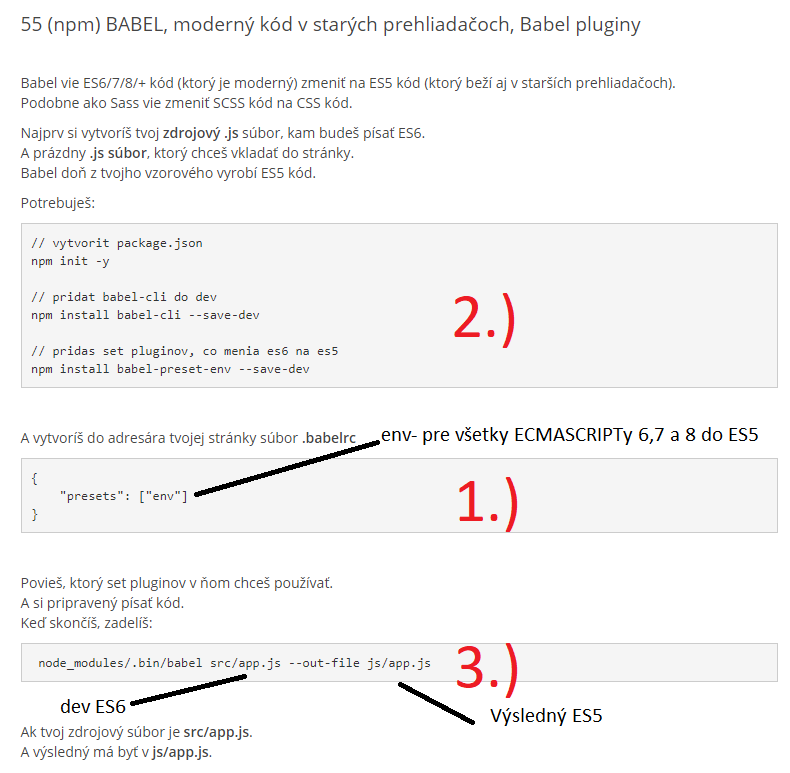 55 (npm) BABEL, moderný kód v starých prehliadačoch, Babel pluginy
Babel vie ES6/7/8/+ kód (ktorý je moderný) zmeniť na ES5 kód (ktorý beží aj v starších prehliadačoch).
Podobne ako Sass vie zmeniť SCSS kód na CSS kód.
Najprv si vytvoríš tvoj zdrojový .js súbor, kam budeš písať ES6.
A prázdny .js súbor, ktorý chceš vkladať do stránky.
Babel doň z tvojho vzorového vyrobí ES5 kód.
Potrebuješ:
// vytvorit package.json
npm init -y
// pridat babel-cli do dev
npm install babel-cli --save-dev
2.)
// pridas set pluginov, co menia es6 na es5
npm install babel-preset-env --save-dev
A vytvoríš do adresára tvojej stránky súbor .babelrc
env- pre všetky ECMASCRIPTy 6,7 a 8 do ES5
{
"presets": ["env"]
}
1.)
Povieš, ktorý set pluginov v ňom chceš používať.
A si pripravený písať kód.
Keď skončíš, zadelíš:
node_modules/.bin/babel src/app.js --out-file js/app.js
3.)
dev ES6
Výsledný ES5
Ak tvoj zdrojový súbor je src/app.js.
A výsledný má byť v js/app.js.